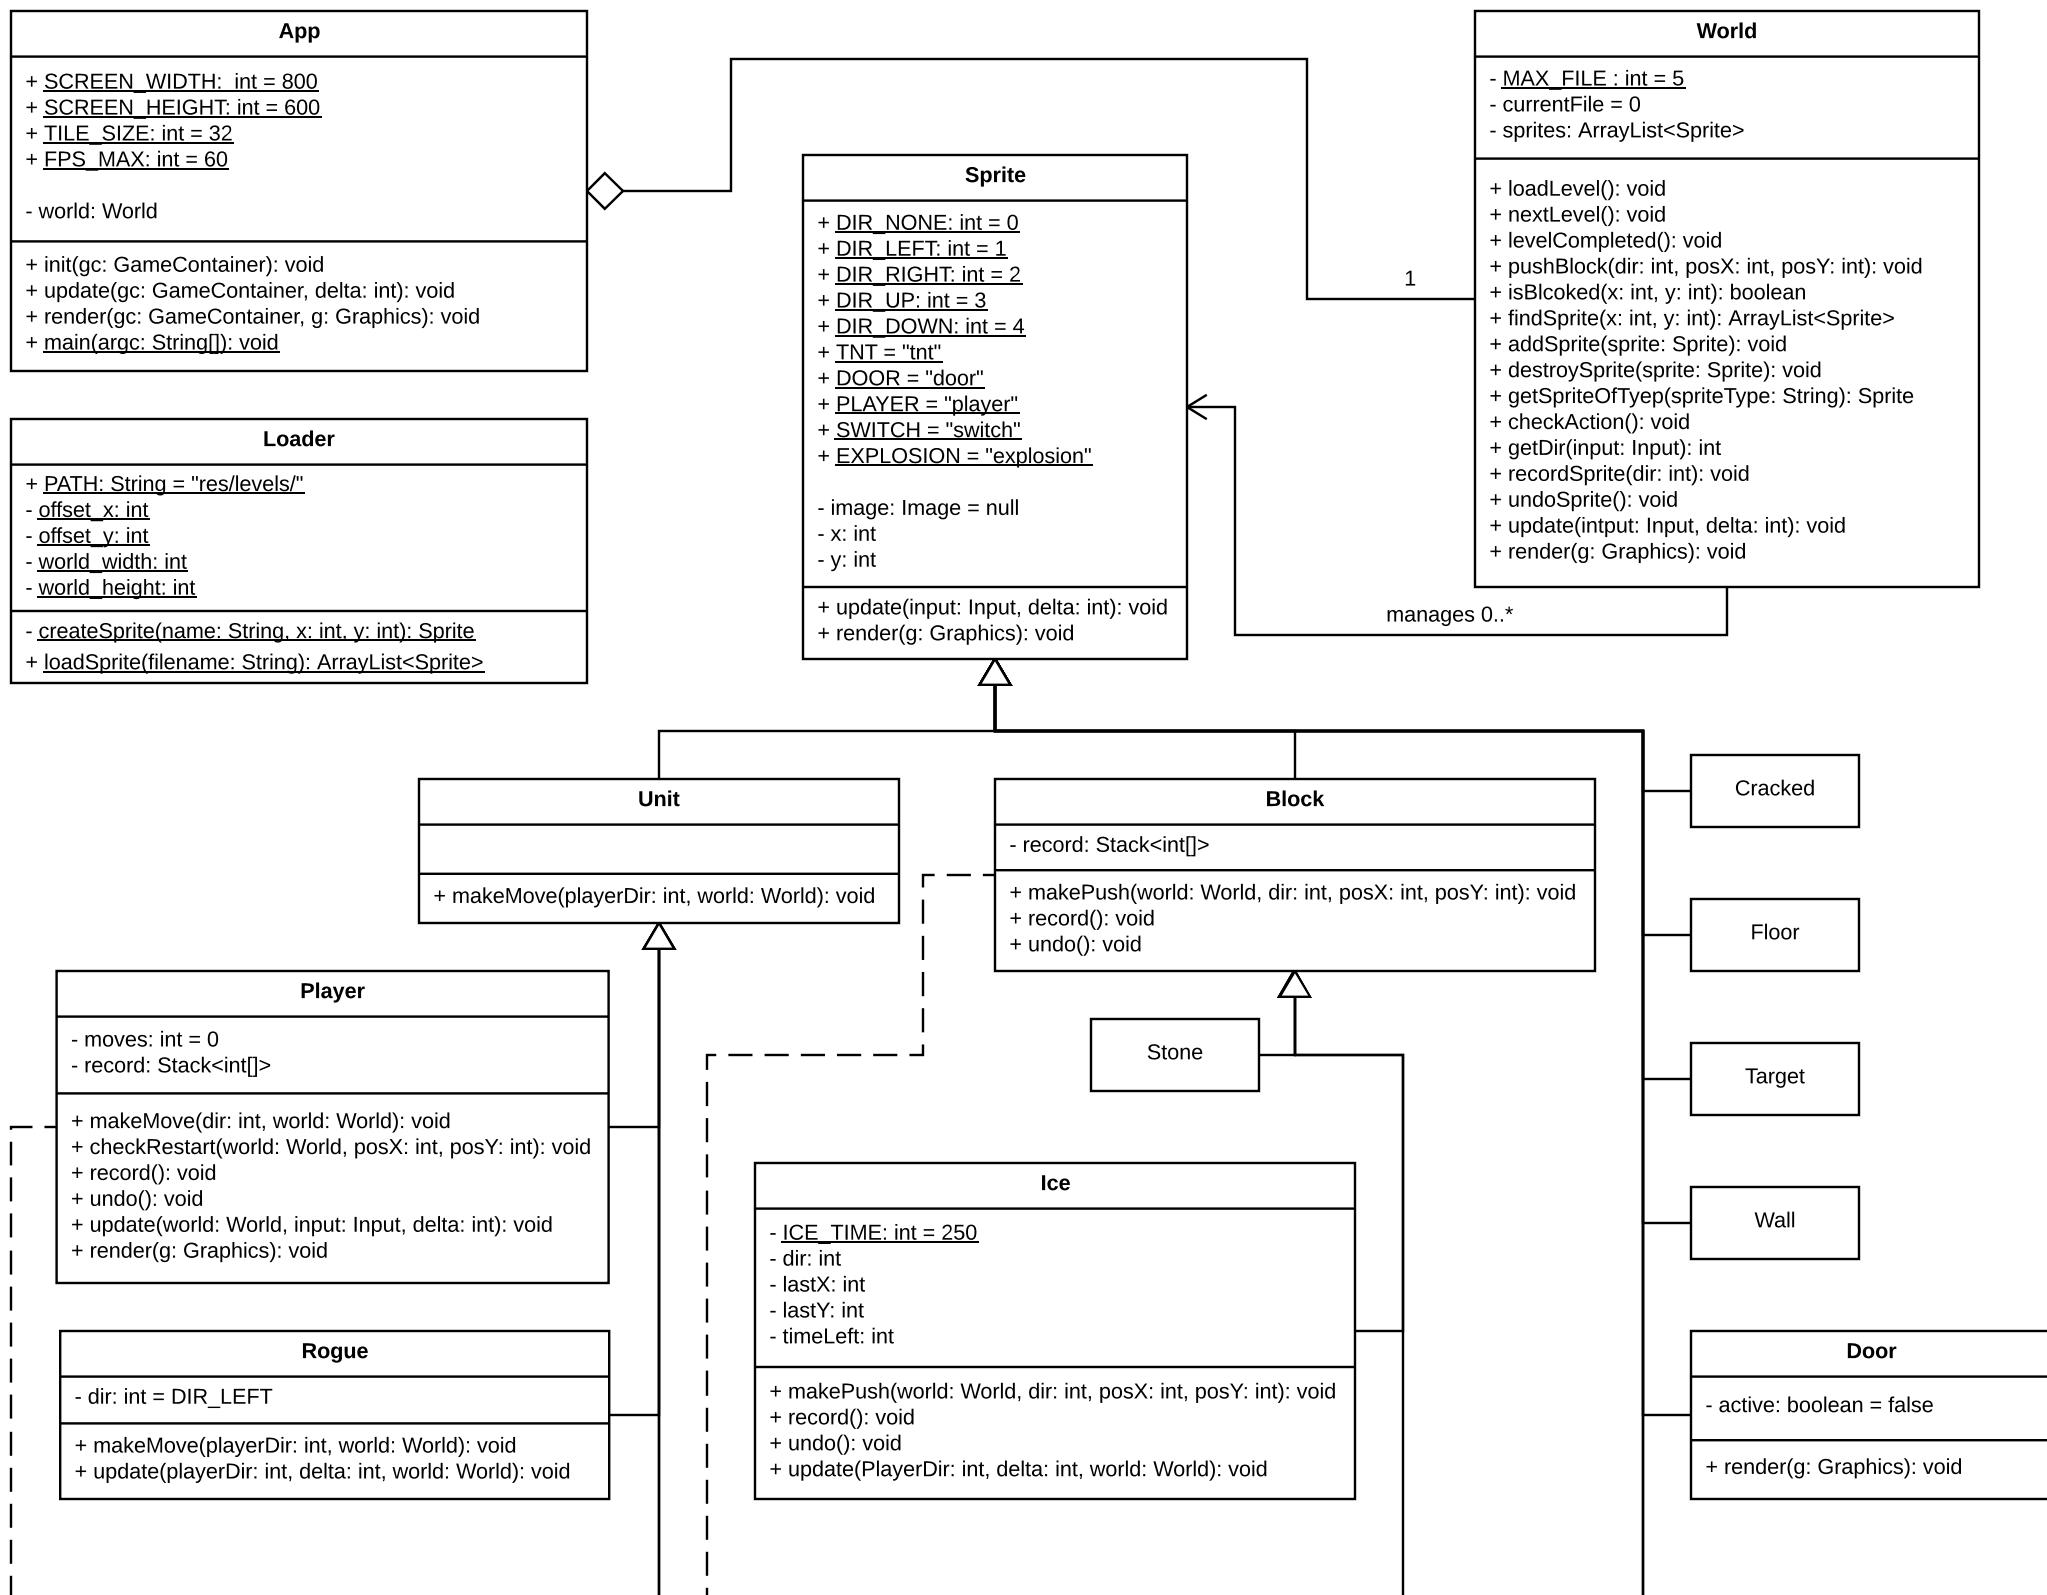 App
+ SCREEN_WIDTH:  int = 800
+ SCREEN_HEIGHT: int = 600
+ TILE_SIZE: int = 32
+ FPS_MAX: int = 60
- world: World
+ init(gc: GameContainer): void
+ update(gc: GameContainer, delta: int): void
+ render(gc: GameContainer, g: Graphics): void
+ main(argc: String[]): void
Loader
+ PATH: String = "res/levels/"
- offset_x: int
- offset_y: int
- world_width: int
- world_height: int
- createSprite(name: String, x: int, y: int): Sprite
+ loadSprite(filename: String): ArrayList<Sprite>
Sprite
+ DIR_NONE: int = 0
+ DIR_LEFT: int = 1
+ DIR_RIGHT: int = 2
+ DIR_UP: int = 3
+ DIR_DOWN: int = 4
+ TNT = "tnt"
+ DOOR = "door"
+ PLAYER = "player"
+ SWITCH = "switch"
+ EXPLOSION = "explosion"
- image: Image = null
- x: int
- y: int
+ update(input: Input, delta: int): void
+ render(g: Graphics): void
1
World
- MAX_FILE : int = 5
- currentFile = 0
- sprites: ArrayList<Sprite>
+ loadLevel(): void
+ nextLevel(): void
+ levelCompleted(): void
+ pushBlock(dir: int, posX: int, posY: int): void
+ isBlcoked(x: int, y: int): boolean
+ findSprite(x: int, y: int): ArrayList<Sprite>
+ addSprite(sprite: Sprite): void
+ destroySprite(sprite: Sprite): void
+ getSpriteOfTyep(spriteType: String): Sprite
+ checkAction(): void
+ getDir(input: Input): int
+ recordSprite(dir: int): void
+ undoSprite(): void
+ update(intput: Input, delta: int): void
+ render(g: Graphics): void
manages 0..*
Unit
+ makeMove(playerDir: int, world: World): void
Block
- record: Stack<int[]>
+ makePush(world: World, dir: int, posX: int, posY: int): void
+ record(): void
+ undo(): void
Cracked
Floor
Target
Wall
Player
- moves: int = 0
- record: Stack<int[]>
+ makeMove(dir: int, world: World): void
+ checkRestart(world: World, posX: int, posY: int): void
+ record(): void
+ undo(): void
+ update(world: World, input: Input, delta: int): void
+ render(g: Graphics): void
Stone
Ice
- ICE_TIME: int = 250
- dir: int
- lastX: int
- lastY: int
- timeLeft: int
+ makePush(world: World, dir: int, posX: int, posY: int): void
+ record(): void
+ undo(): void
+ update(PlayerDir: int, delta: int, world: World): void
Rogue
- dir: int = DIR_LEFT
+ makeMove(playerDir: int, world: World): void
+ update(playerDir: int, delta: int, world: World): void
Door
- active: boolean = false
+ render(g: Graphics): void